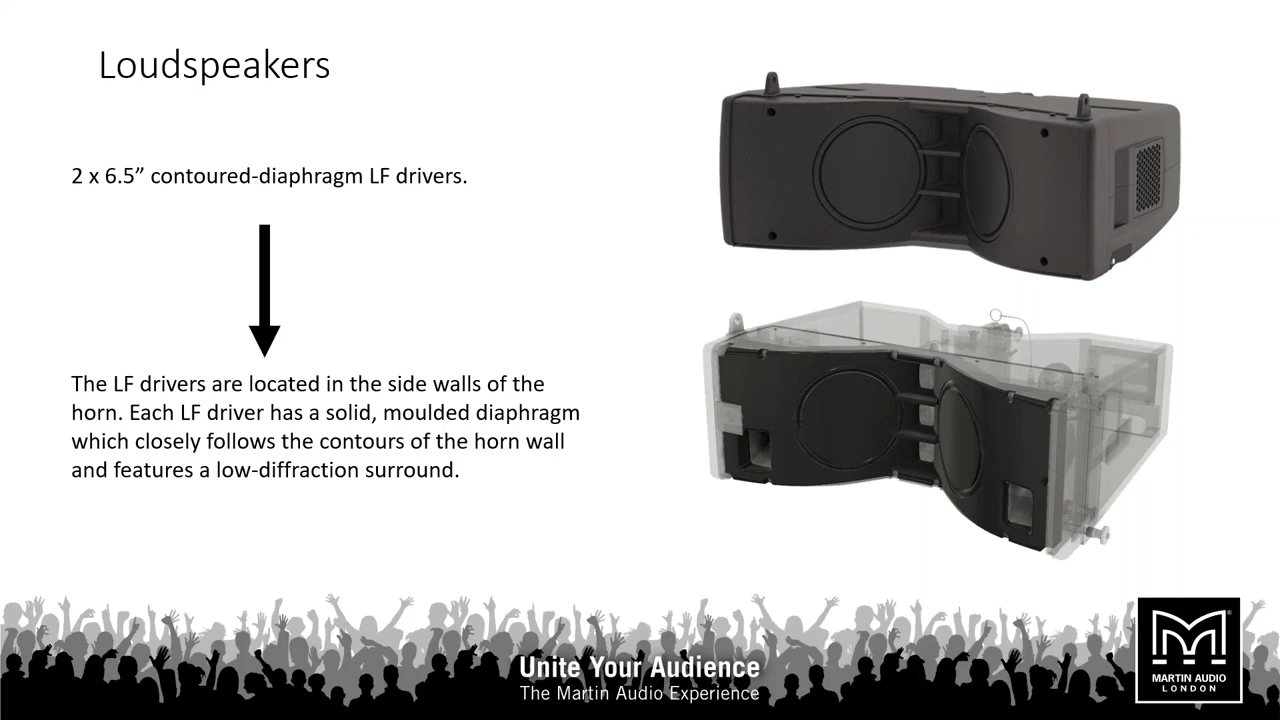 Loudspeakers
2 x 6.5” contoured-diaphragm LF drivers.
The LF drivers are located in the side walls of the
horn. Each LF driver has a solid, moulded diaphragm
which closely follows the contours of the horn wall
and features a low-diffraction surround.
Unite Your Audience
The Martin Audio Experience
®
MARTIN AUDIO
LONDON